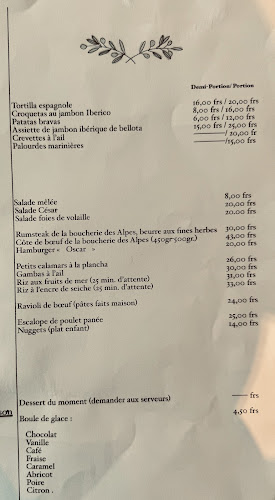 Demi-Portion/ Portion
Tortilla espagnole 16,00 frs / 20,00 frs
Croquetas au jambon Iberico 8,00 frs / 16,00 frs
Patatas bravas 6,00 frs / 12,00 frs
Assiette de jambon ibérique de bellota 15,00 frs / 25,00 frs
Crevettes à l'ail ———/ 20,00 fr
Palourdes marinières ———/15,00 frs
Salade mêlée 8,00 frs
Salade César 20,00 frs
Salade foies de volaille 20.00 frs
Rumsteak de la boucherie des Alpes, beurre aux fines herbes 30,00 frs
Côte de bœuf de la boucherie des Alpes (450gr-500gr.) 43,00 frs
Hamburger « Oscar » 20,00 frs
Petits calamars à la plancha 26,00 frs
Gambas à l'ail 30,00 frs
Riz aux fruits de mer (25 min. d'attente) 31,00 frs
Riz à l'encre de seiche (25 min. d'attente) 33,00 frs
Ravioli de bœuf (pâtes faits maison) 24,00 frs
Escalope de poulet panée 25,00 frs
Nuggets (plat enfant) 14,00 frs
Dessert du moment (demander aux serveurs) —— frs
Boule de glace : 4,50 frs
Chocolat
Vanille
Café
Fraise
Caramel
Abricot
Poire
Citron .